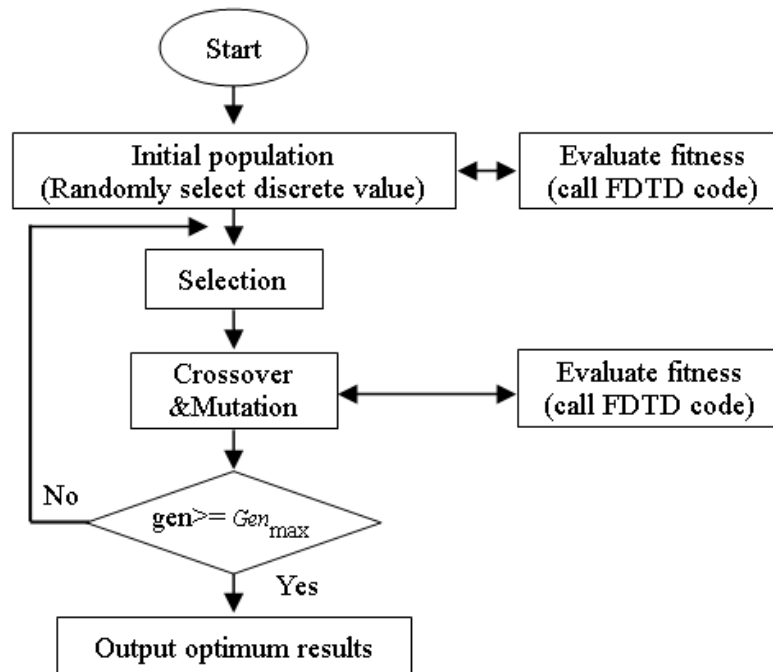 Start
Initial population
(Randomly select discrete value)
Evaluate fitness
(call FDTD code)
Selection
Crossover
&Mutation
Evaluate fitness
(call FDTD code)
No
gen>= Gen_max
Yes
Output optimum results